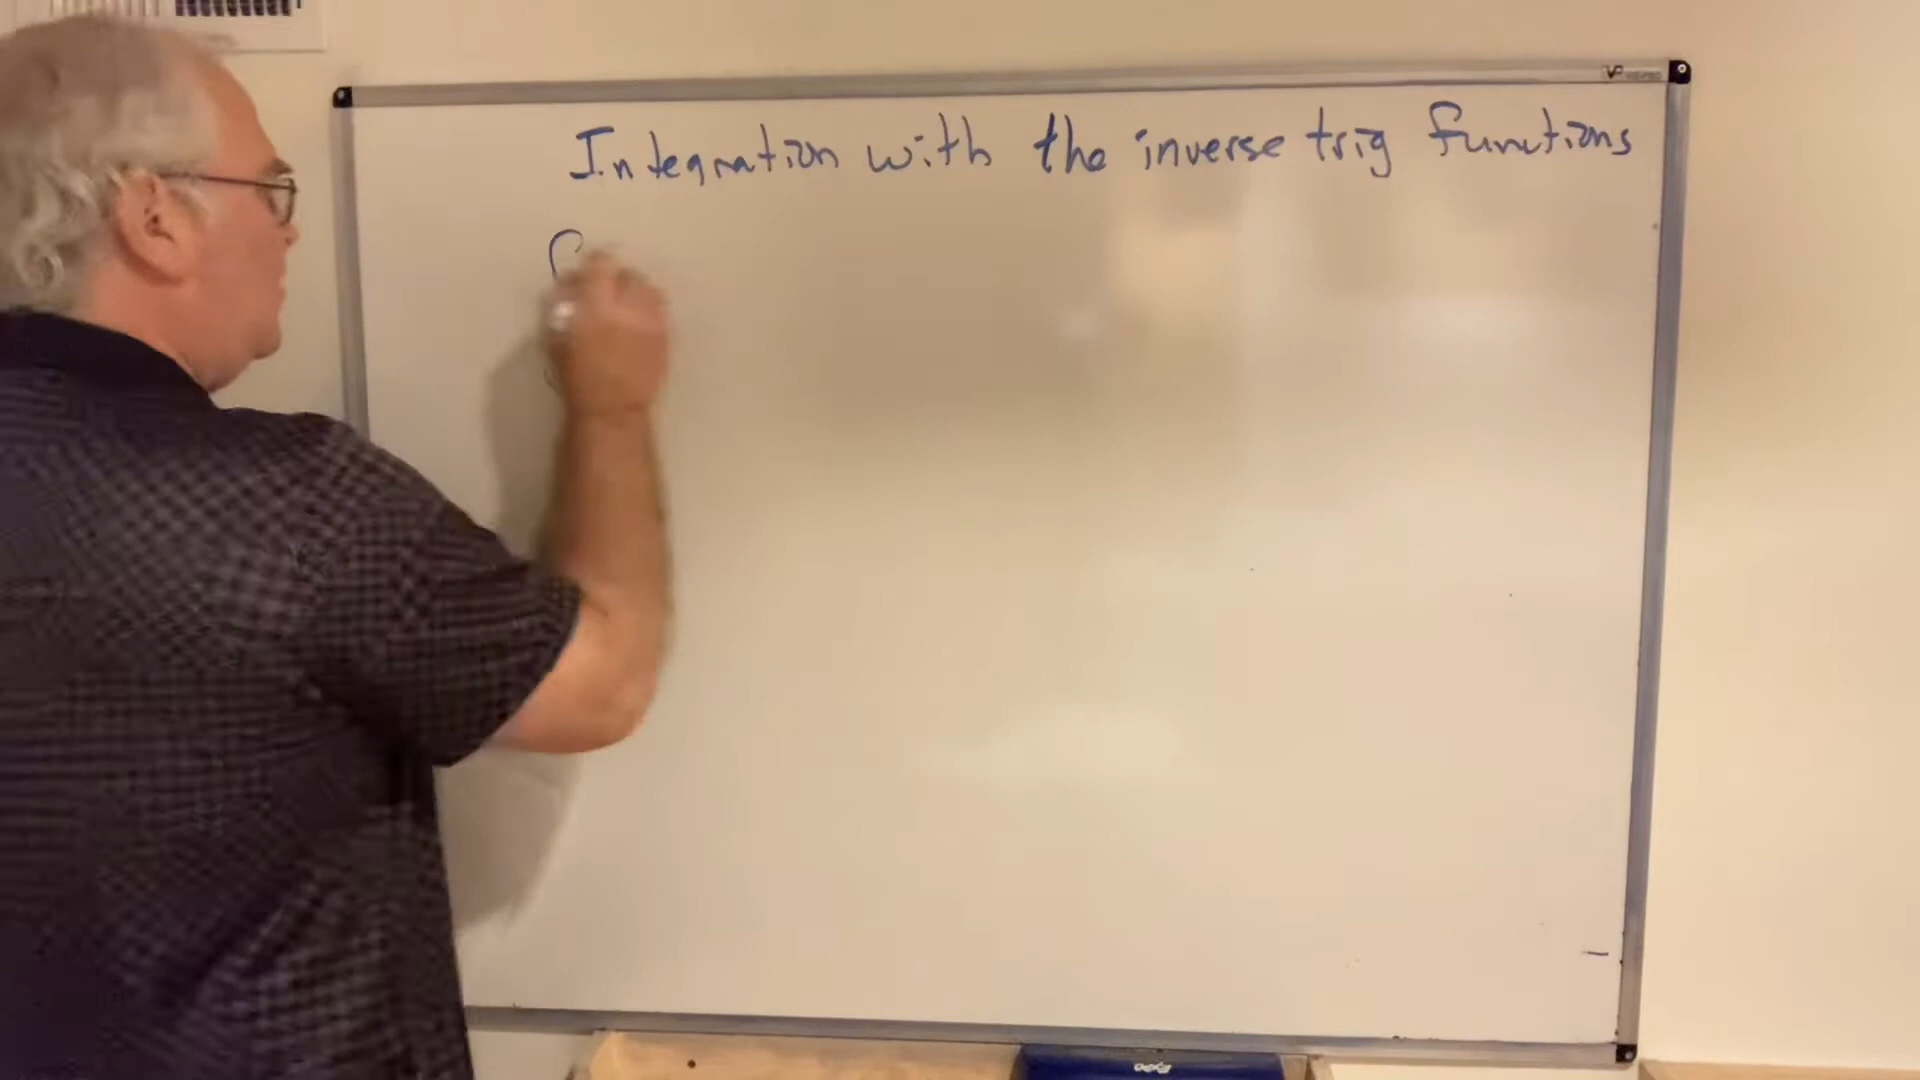 Integration with the inverse trig functions
∫